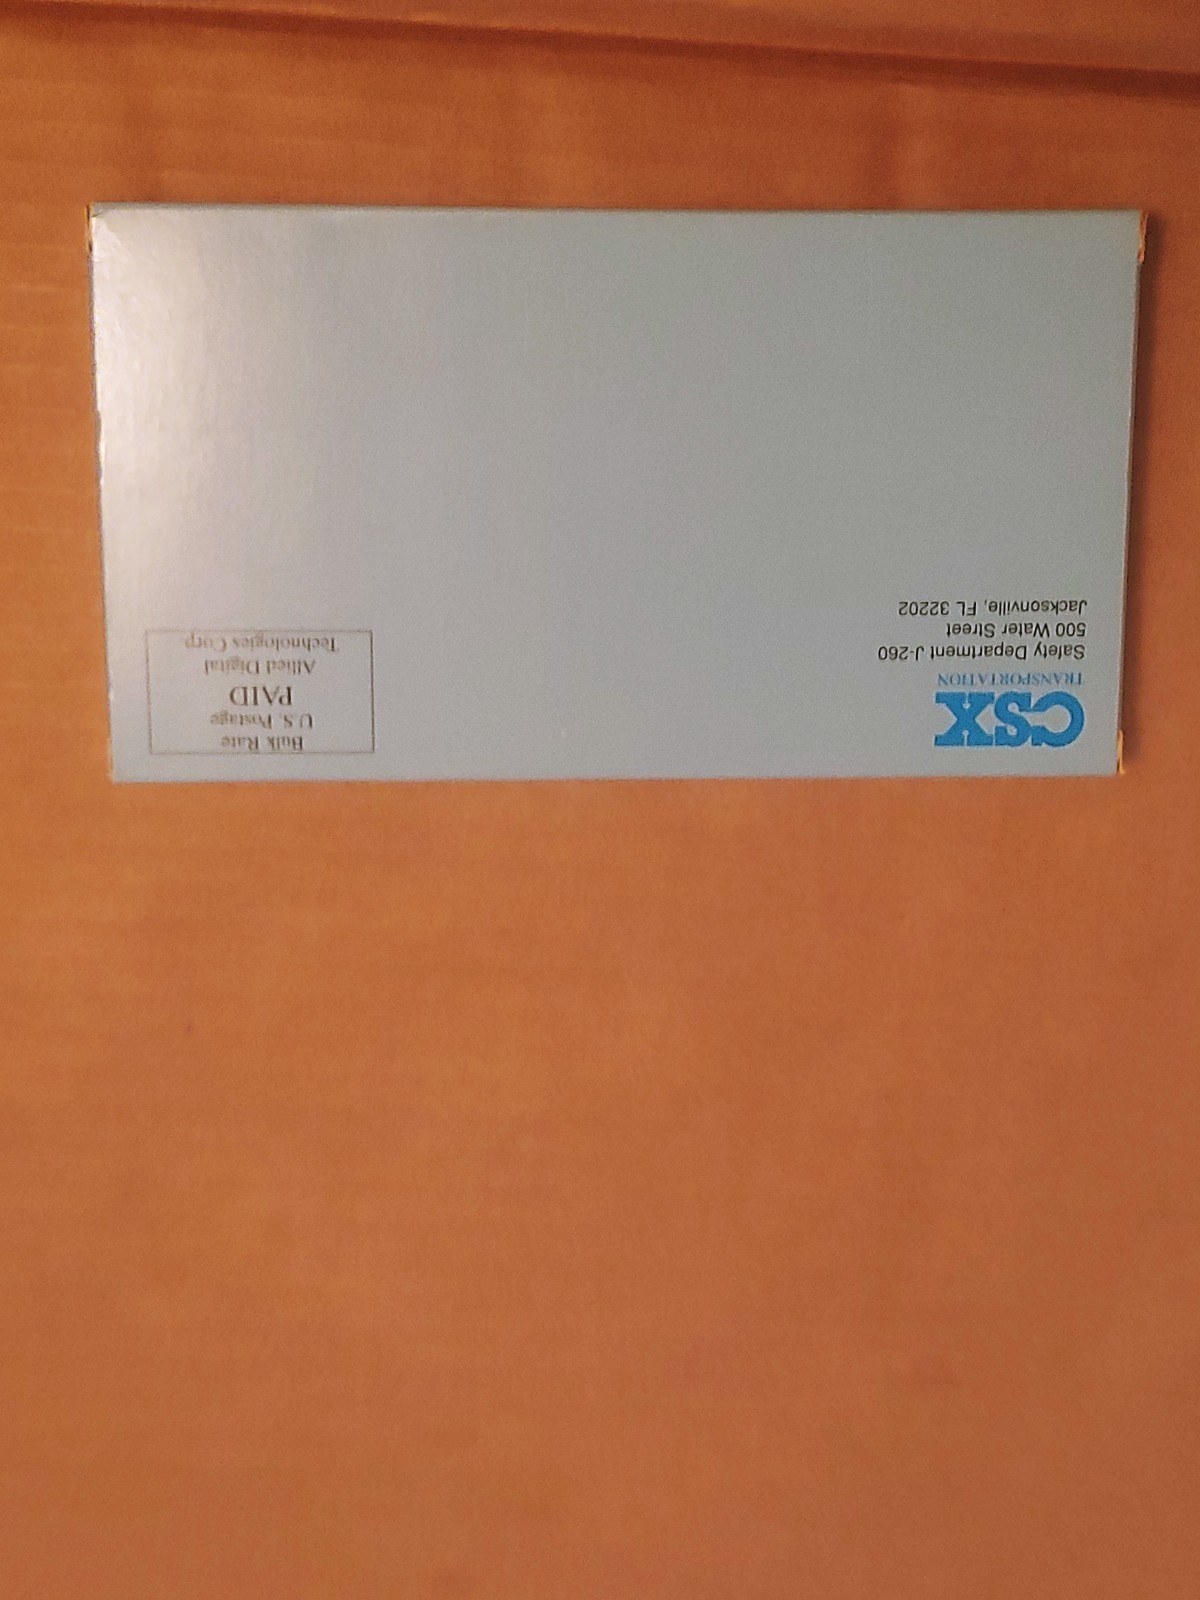 CSX
TRANSPORTATION
Safety Department J-260
500 Water Street
Jacksonville, FL 32202
Bulk Rate
U.S. Postage
PAID
Allied Digital
Technologies Corp.